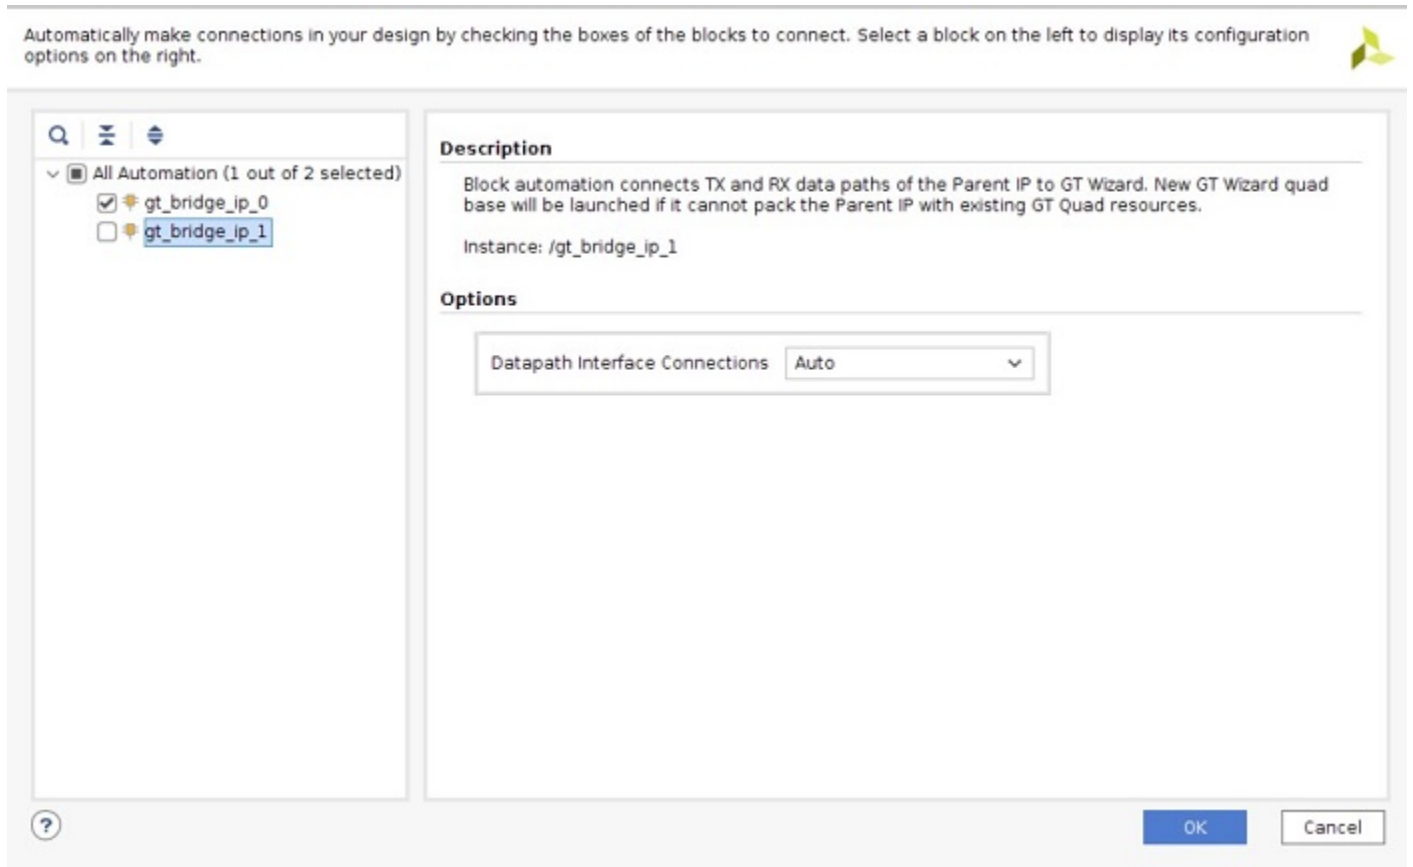 Automatically make connections in your design by checking the boxes of the blocks to connect. Select a block on the left to display its configuration
options on the right.
All Automation (1 out of 2 selected)
gt_bridge_ip_0
gt_bridge_ip_1
Description
Block automation connects TX and RX data paths of the Parent IP to GT Wizard. New GT Wizard quad
base will be launched if it cannot pack the Parent IP with existing GT Quad resources.
Instance: /gt_bridge_ip_1
Options
Datapath Interface Connections Auto
?
OK Cancel